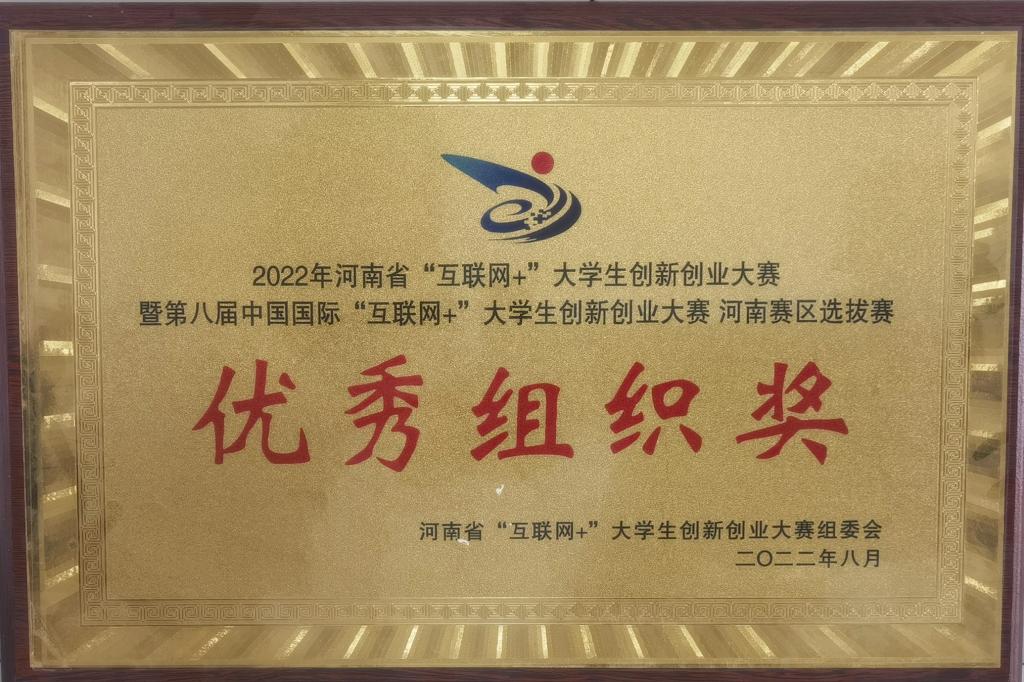 2022年河南省“互联网+”大学生创新创业大赛
暨第八届中国国际“互联网+”大学生创新创业大赛 河南赛区选拔赛
优秀组织奖
河南省“互联网+”大学生创新创业大赛组委会
二〇二二年八月